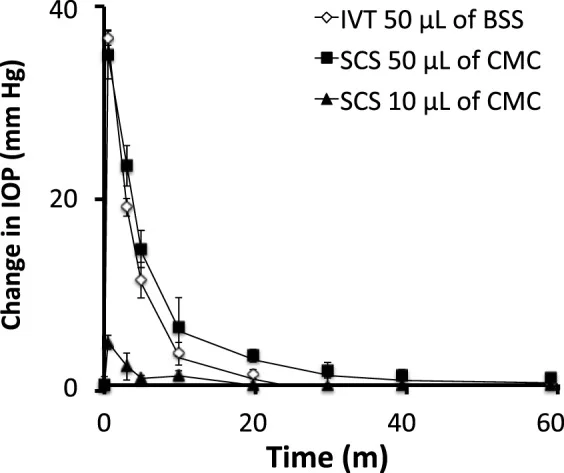 40
IVT 50 µL of BSS
SCS 50 µL of CMC
SCS 10 µL of CMC
Change in IOP (mm Hg)
20
0
0 20 40 60
Time (m)